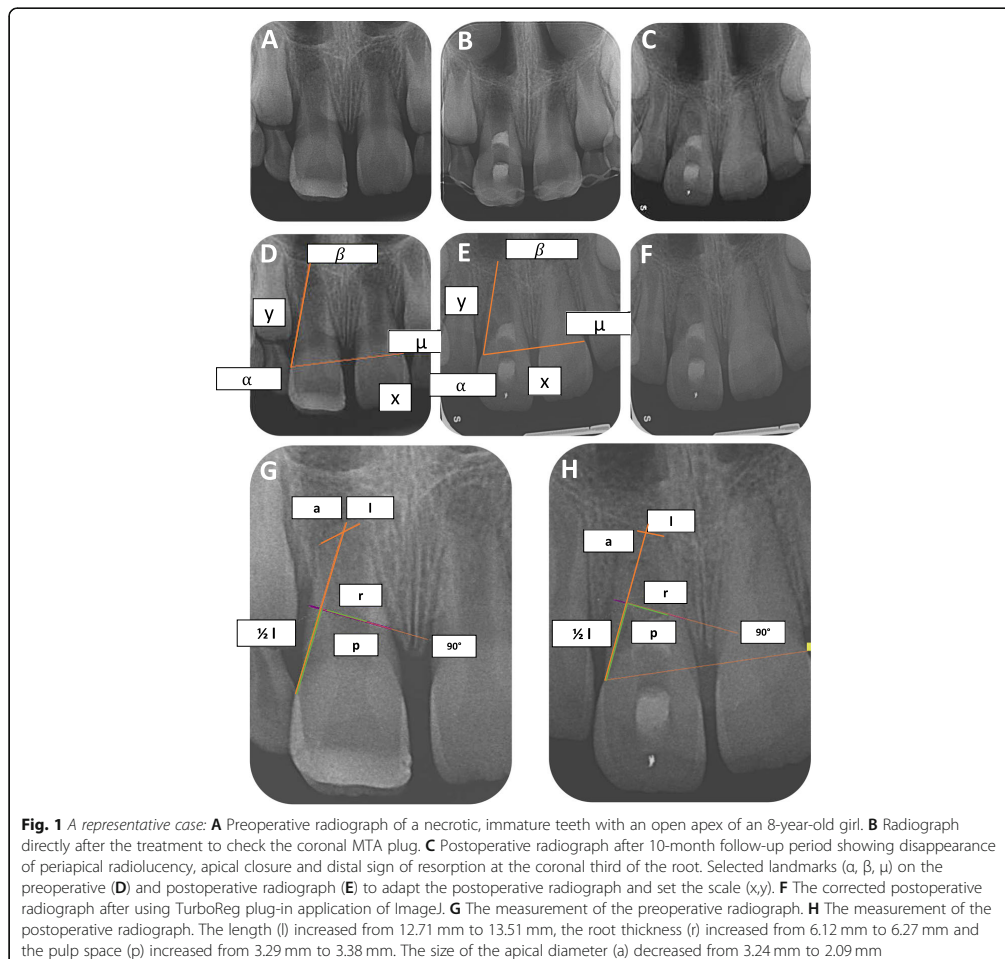 A
B
C
D
β
y
μ
α
x
E
β
y
μ
α
x
F
G
a
l
r
½ l
p
90°
H
l
a
r
½ l
p
90°
Fig. 1 A representative case: A Preoperative radiograph of a necrotic, immature teeth with an open apex of an 8-year-old girl. B Radiograph
directly after the treatment to check the coronal MTA plug. C Postoperative radiograph after 10-month follow-up period showing disappearance
of periapical radiolucency, apical closure and distal sign of resorption at the coronal third of the root. Selected landmarks (α, β, μ) on the
preoperative (D) and postoperative radiograph (E) to adapt the postoperative radiograph and set the scale (x,y). F The corrected postoperative
radiograph after using TurboReg plug-in application of ImageJ. G The measurement of the preoperative radiograph. H The measurement of the
postoperative radiograph. The length (l) increased from 12.71 mm to 13.51 mm, the root thickness (r) increased from 6.12 mm to 6.27 mm and
the pulp space (p) increased from 3.29 mm to 3.38 mm. The size of the apical diameter (a) decreased from 3.24 mm to 2.09 mm